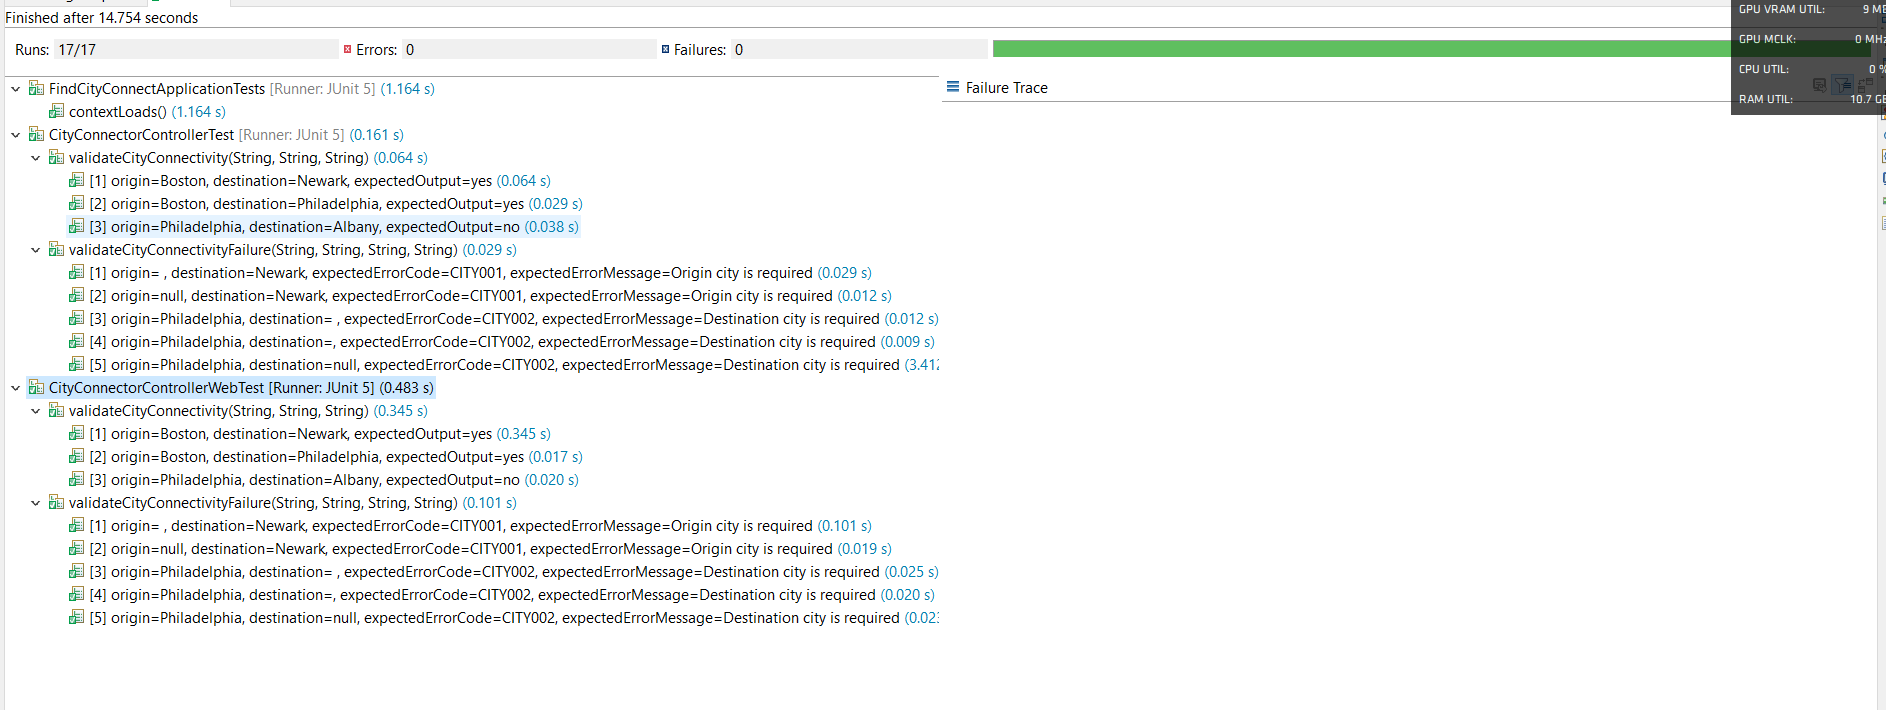 Finished after 14.754 seconds
Runs: 17/17 Errors: 0 Failures: 0
GPU VRAM UTIL: 9
GPU MCLK: 0 MHz
CPU UTIL: 0 %
RAM UTIL: 10.7
Failure Trace
FindCityConnectApplicationTests [Runner: JUnit 5] (1.164 s)
contextLoads() (1.164 s)
CityConnectorControllerTest [Runner: JUnit 5] (0.161 s)
validateCityConnectivity(String, String, String) (0.064 s)
[1] origin=Boston, destination=Newark, expectedOutput=yes (0.064 s)
[2] origin=Boston, destination=Philadelphia, expectedOutput=yes (0.029 s)
[3] origin=Philadelphia, destination=Albany, expectedOutput=no (0.038 s)
validateCityConnectivityFailure(String, String, String, String) (0.029 s)
[1] origin= , destination=Newark, expectedErrorCode=CITY001, expectedErrorMessage=Origin city is required (0.029 s)
[2] origin=null, destination=Newark, expectedErrorCode=CITY001, expectedErrorMessage=Origin city is required (0.012 s)
[3] origin=Philadelphia, destination= , expectedErrorCode=CITY002, expectedErrorMessage=Destination city is required (0.012 s)
[4] origin=Philadelphia, destination=, expectedErrorCode=CITY002, expectedErrorMessage=Destination city is required (0.009 s)
[5] origin=Philadelphia, destination=null, expectedErrorCode=CITY002, expectedErrorMessage=Destination city is required (3.412
CityConnectorControllerWebTest [Runner: JUnit 5] (0.483 s)
validateCityConnectivity(String, String, String) (0.345 s)
[1] origin=Boston, destination=Newark, expectedOutput=yes (0.345 s)
[2] origin=Boston, destination=Philadelphia, expectedOutput=yes (0.017 s)
[3] origin=Philadelphia, destination=Albany, expectedOutput=no (0.020 s)
validateCityConnectivityFailure(String, String, String, String) (0.101 s)
[1] origin= , destination=Newark, expectedErrorCode=CITY001, expectedErrorMessage=Origin city is required (0.101 s)
[2] origin=null, destination=Newark, expectedErrorCode=CITY001, expectedErrorMessage=Origin city is required (0.019 s)
[3] origin=Philadelphia, destination= , expectedErrorCode=CITY002, expectedErrorMessage=Destination city is required (0.025 s)
[4] origin=Philadelphia, destination=, expectedErrorCode=CITY002, expectedErrorMessage=Destination city is required (0.020 s)
[5] origin=Philadelphia, destination=null, expectedErrorCode=CITY002, expectedErrorMessage=Destination city is required